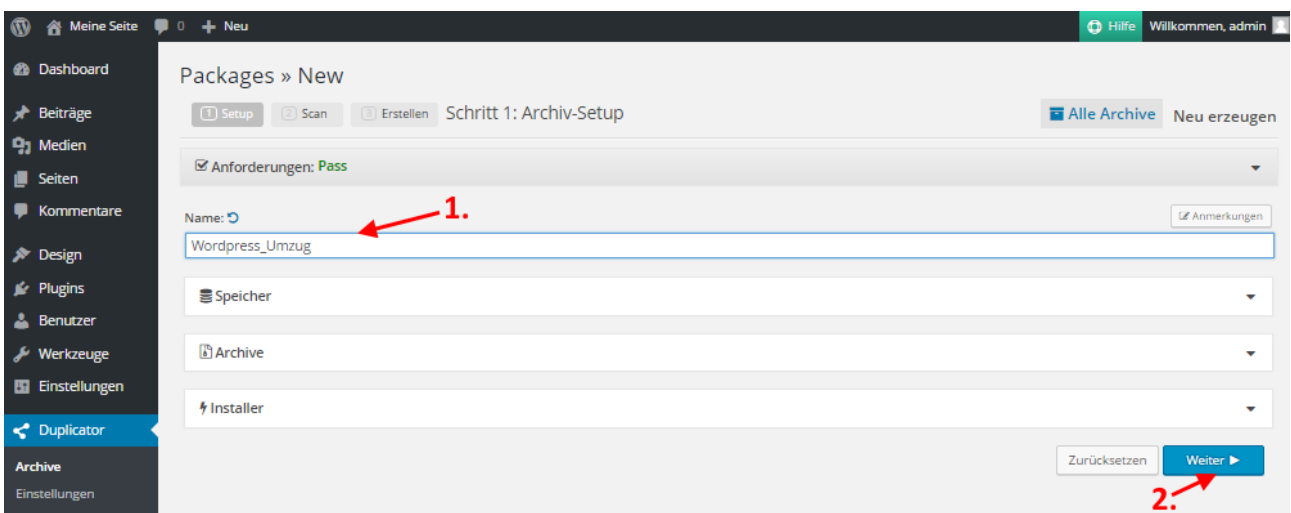 Meine Seite 0 Neu Hilfe Willkommen, admin
Dashboard
Beiträge
Medien
Seiten
Kommentare
Design
Plugins
Benutzer
Werkzeuge
Einstellungen
Duplicator
Archive
Einstellungen
Packages » New
1 Setup 2 Scan 3 Erstellen Schritt 1: Archiv-Setup Alle Archive Neu erzeugen
Anforderungen: Pass
1.
Name: Anmerkungen
Wordpress_Umzug
Speicher
Archive
Installer
Zurücksetzen Weiter
2.